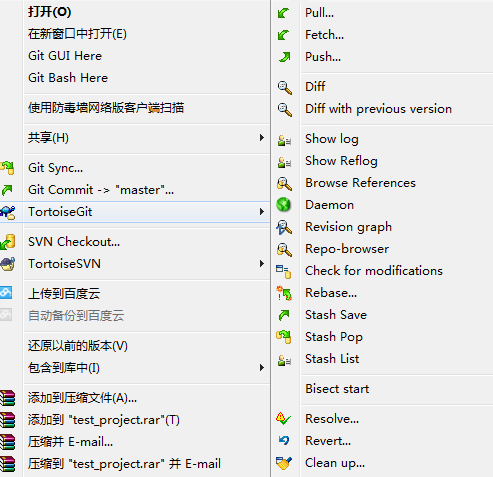 打开(O)
在新窗口中打开(E)
Git GUI Here
Git Bash Here
使用防毒墙网络版客户端扫描
共享(H)
Git Sync...
Git Commit -> "master"...
TortoiseGit
SVN Checkout...
TortoiseSVN
上传到百度云
自动备份到百度云
还原以前的版本(V)
包含到库中(I)
添加到压缩文件(A)...
添加到 "test_project.rar"(T)
压缩并 E-mail...
压缩到 "test_project.rar" 并 E-mail
Pull...
Fetch...
Push...
Diff
Diff with previous version
Show log
Show Reflog
Browse References
Daemon
Revision graph
Repo-browser
Check for modifications
Rebase...
Stash Save
Stash Pop
Stash List
Bisect start
Resolve...
Revert...
Clean up...